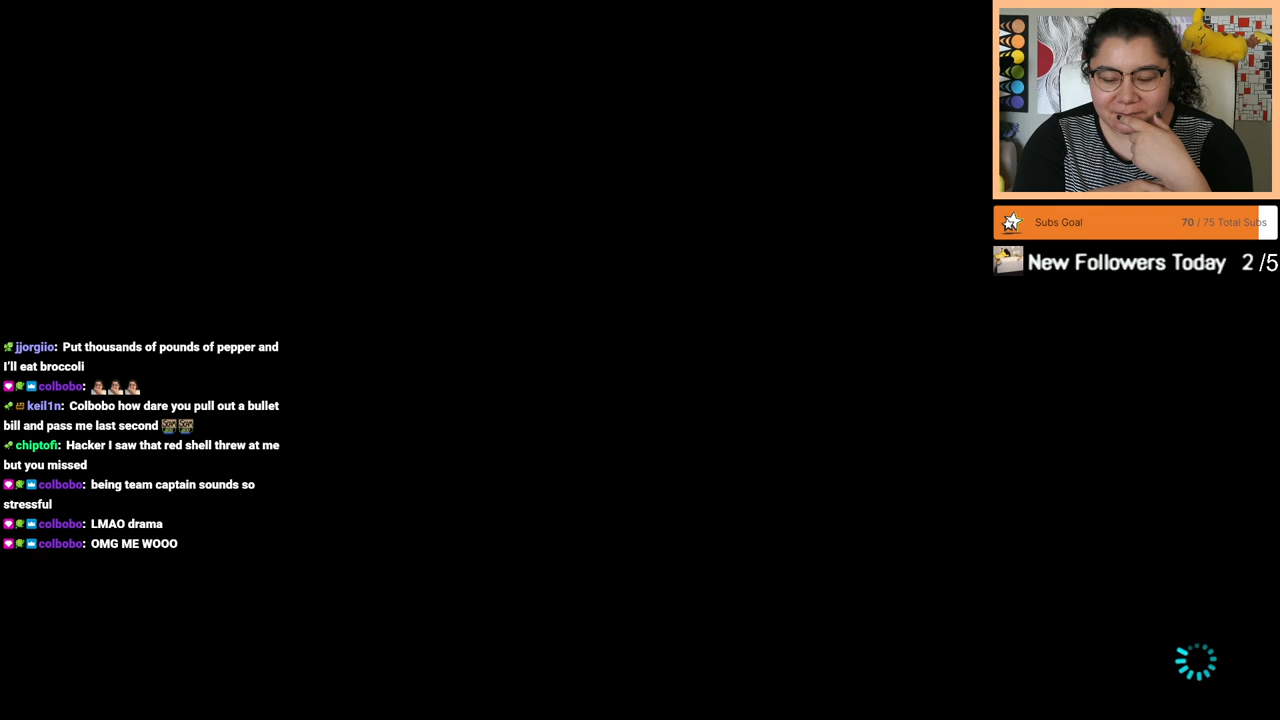 Subs Goal 70 / 75 Total Subs
New Followers Today 2 /5
jjorgiio: Put thousands of pounds of pepper and
I'll eat broccoli
colbobo:
keil1n: Colbobo how dare you pull out a bullet
bill and pass me last second
chiptofi: Hacker I saw that red shell threw at me
but you missed
colbobo: being team captain sounds so
stressful
colbobo: LMAO drama
colbobo: OMG ME WOOO